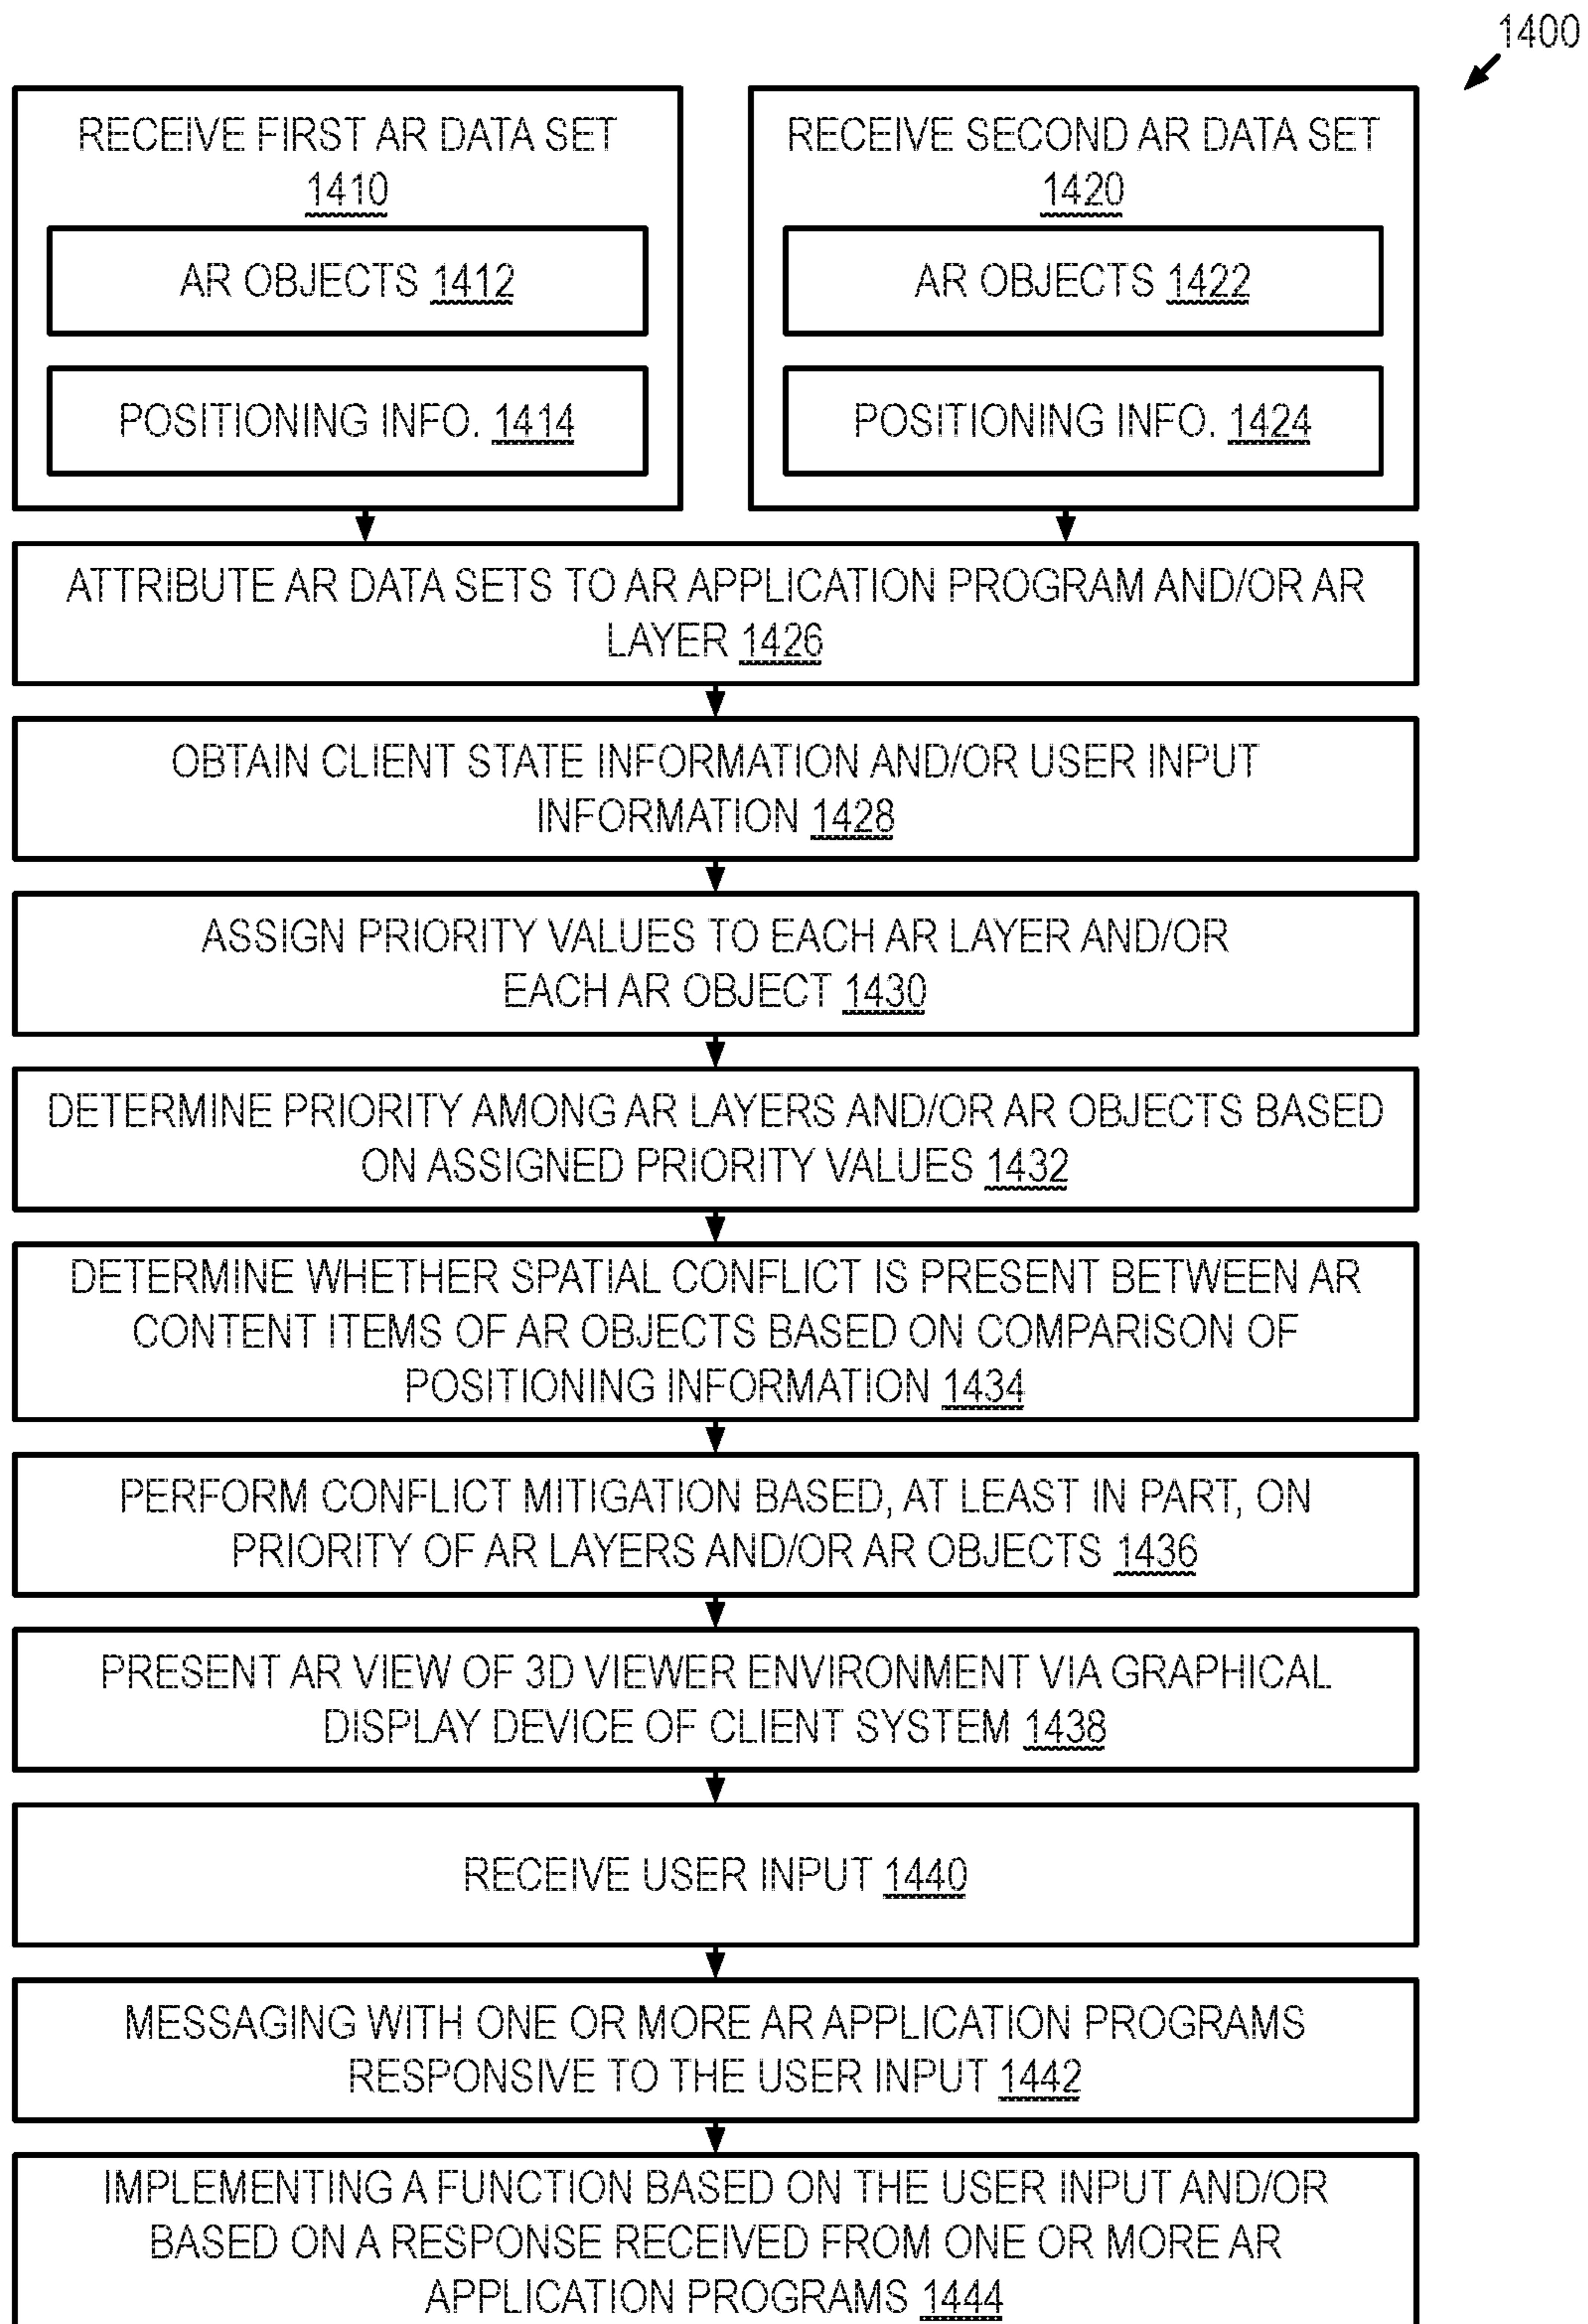 1400
RECEIVE FIRST AR DATA SET
1410
AR OBJECTS 1412
POSITIONING INFO. 1414
RECEIVE SECOND AR DATA SET
1420
AR OBJECTS 1422
POSITIONING INFO. 1424
ATTRIBUTE AR DATA SETS TO AR APPLICATION PROGRAM AND/OR AR
LAYER 1426
OBTAIN CLIENT STATE INFORMATION AND/OR USER INPUT
INFORMATION 1428
ASSIGN PRIORITY VALUES TO EACH AR LAYER AND/OR
EACH AR OBJECT 1430
DETERMINE PRIORITY AMONG AR LAYERS AND/OR AR OBJECTS BASED
ON ASSIGNED PRIORITY VALUES 1432
DETERMINE WHETHER SPATIAL CONFLICT IS PRESENT BETWEEN AR
CONTENT ITEMS OF AR OBJECTS BASED ON COMPARISON OF
POSITIONING INFORMATION 1434
PERFORM CONFLICT MITIGATION BASED, AT LEAST IN PART, ON
PRIORITY OF AR LAYERS AND/OR AR OBJECTS 1436
PRESENT AR VIEW OF 3D VIEWER ENVIRONMENT VIA GRAPHICAL
DISPLAY DEVICE OF CLIENT SYSTEM 1438
RECEIVE USER INPUT 1440
MESSAGING WITH ONE OR MORE AR APPLICATION PROGRAMS
RESPONSIVE TO THE USER INPUT 1442
IMPLEMENTING A FUNCTION BASED ON THE USER INPUT AND/OR
BASED ON A RESPONSE RECEIVED FROM ONE OR MORE AR
APPLICATION PROGRAMS 1444